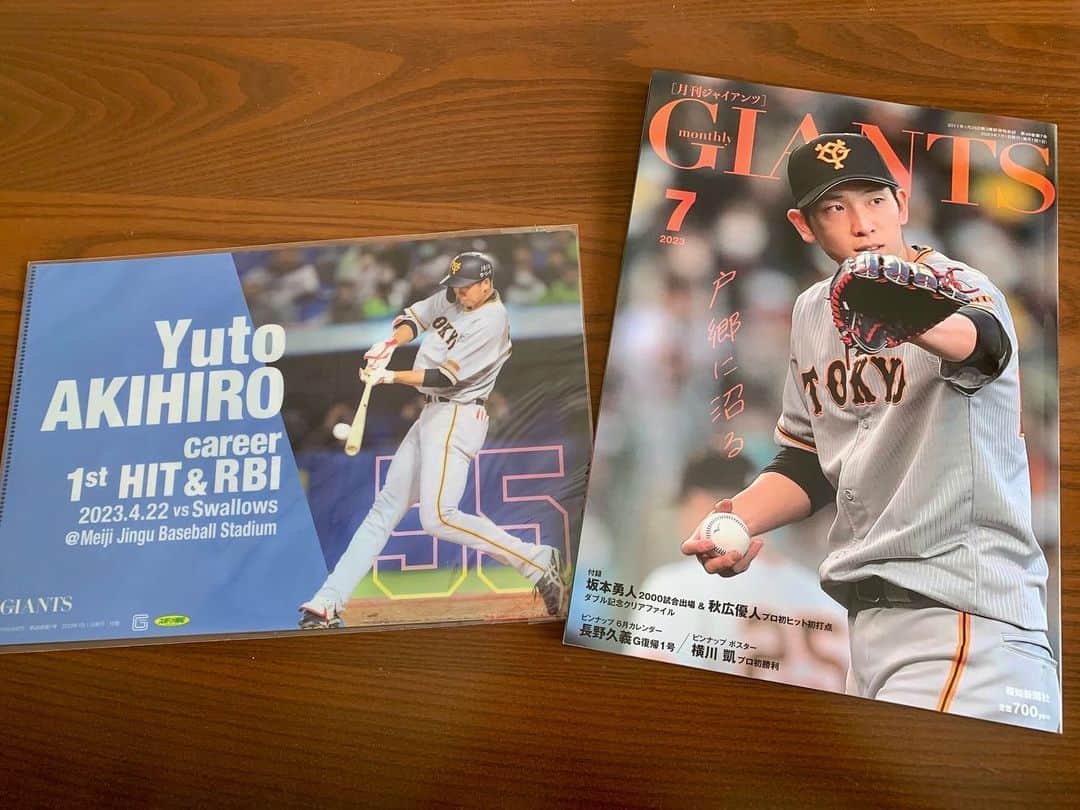 Yuto
AKIHIRO
career
1st HIT & RBI
2023.4.22 vs Swallows
@Meiji Jingu Baseball Stadium
GIANTS
G
55
TOKY
[月刊ジャイアンツ]
monthly
GIANTS
7
2023
戸郷に沼る
TOKYO
付録
坂本勇人2000試合出場 & 秋広優人プロ初ヒット初打点
ダブル記念クリアファイル
ピンナップ 6月カレンダー
長野久義G復帰1号
ピンナップ ポスター
横川 凱プロ初勝利
報知新聞社
定価700yen